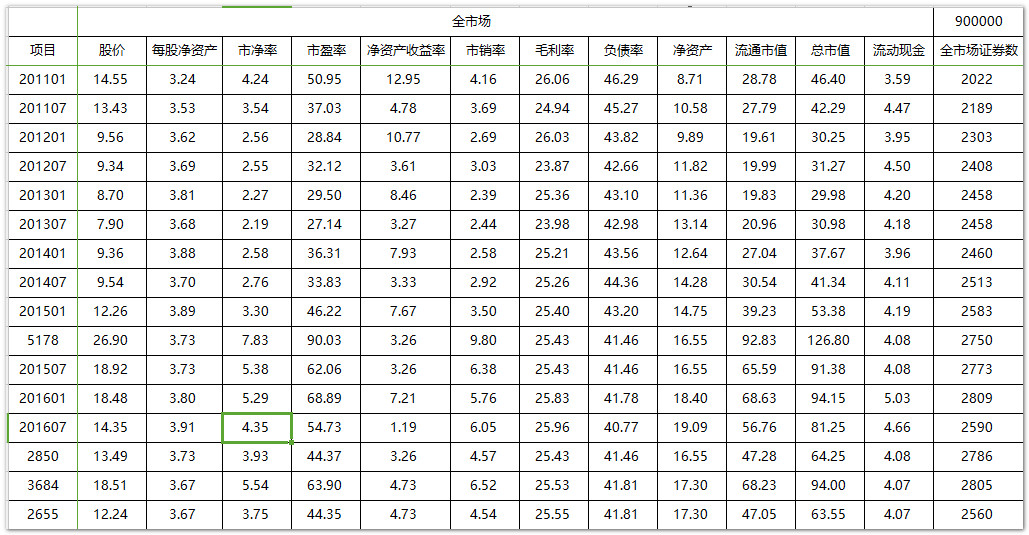 全市场 900000
项目 股价 每股净资产 市净率 市盈率 净资产收益率 市销率 毛利率 负债率 净资产 流通市值 总市值 流动现金 全市场证券数
201101 14.55 3.24 4.24 50.95 12.95 4.16 26.06 46.29 8.71 28.78 46.40 3.59 2022
201107 13.43 3.53 3.54 37.03 4.78 3.69 24.94 45.27 10.58 27.79 42.29 4.47 2189
201201 9.56 3.62 2.56 28.84 10.77 2.69 26.03 43.82 9.89 19.61 30.25 3.95 2303
201207 9.34 3.69 2.55 32.12 3.61 3.03 23.87 42.66 11.82 19.99 31.27 4.50 2408
201301 8.70 3.81 2.27 29.50 8.46 2.39 25.36 43.10 11.36 19.83 29.98 4.20 2458
201307 7.90 3.68 2.19 27.14 3.27 2.44 23.98 42.98 13.14 20.96 30.98 4.18 2458
201401 9.36 3.88 2.58 36.31 7.93 2.58 25.21 43.56 12.64 27.04 37.67 3.96 2460
201407 9.54 3.70 2.76 33.83 3.33 2.92 25.26 44.36 14.28 30.54 41.34 4.11 2513
201501 12.26 3.89 3.30 46.22 7.67 3.50 25.40 43.20 14.75 39.23 53.38 4.19 2583
5178 26.90 3.73 7.83 90.03 3.26 9.80 25.43 41.46 16.55 92.83 126.80 4.08 2750
201507 18.92 3.73 5.38 62.06 3.26 6.38 25.43 41.46 16.55 65.59 91.38 4.08 2773
201601 18.48 3.80 5.29 68.89 7.21 5.76 25.83 41.78 18.40 68.63 94.15 5.03 2809
201607 14.35 3.91 4.35 54.73 1.19 6.05 25.96 40.77 19.09 56.76 81.25 4.66 2590
2850 13.49 3.73 3.93 44.37 3.26 4.57 25.43 41.46 16.55 47.28 64.25 4.08 2786
3684 18.51 3.67 5.54 63.90 4.73 6.52 25.53 41.81 17.30 68.23 94.00 4.07 2805
2655 12.24 3.67 3.75 44.35 4.73 4.54 25.55 41.81 17.30 47.05 63.55 4.07 2560